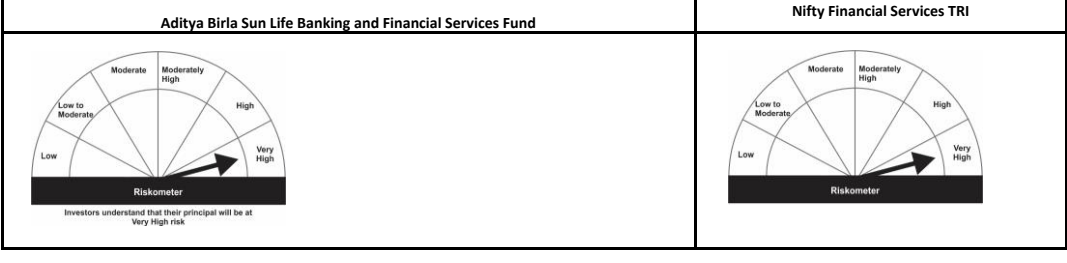 Aditya Birla Sun Life Banking and Financial Services Fund
Nifty Financial Services TRI
Low
Low to
Moderate
Moderate
Moderately
High
High
Very
High
Riskometer
Investors understand that their principal will be at
Very High risk
Low
Low to
Moderate
Moderate
Moderately
High
High
Very
High
Riskometer